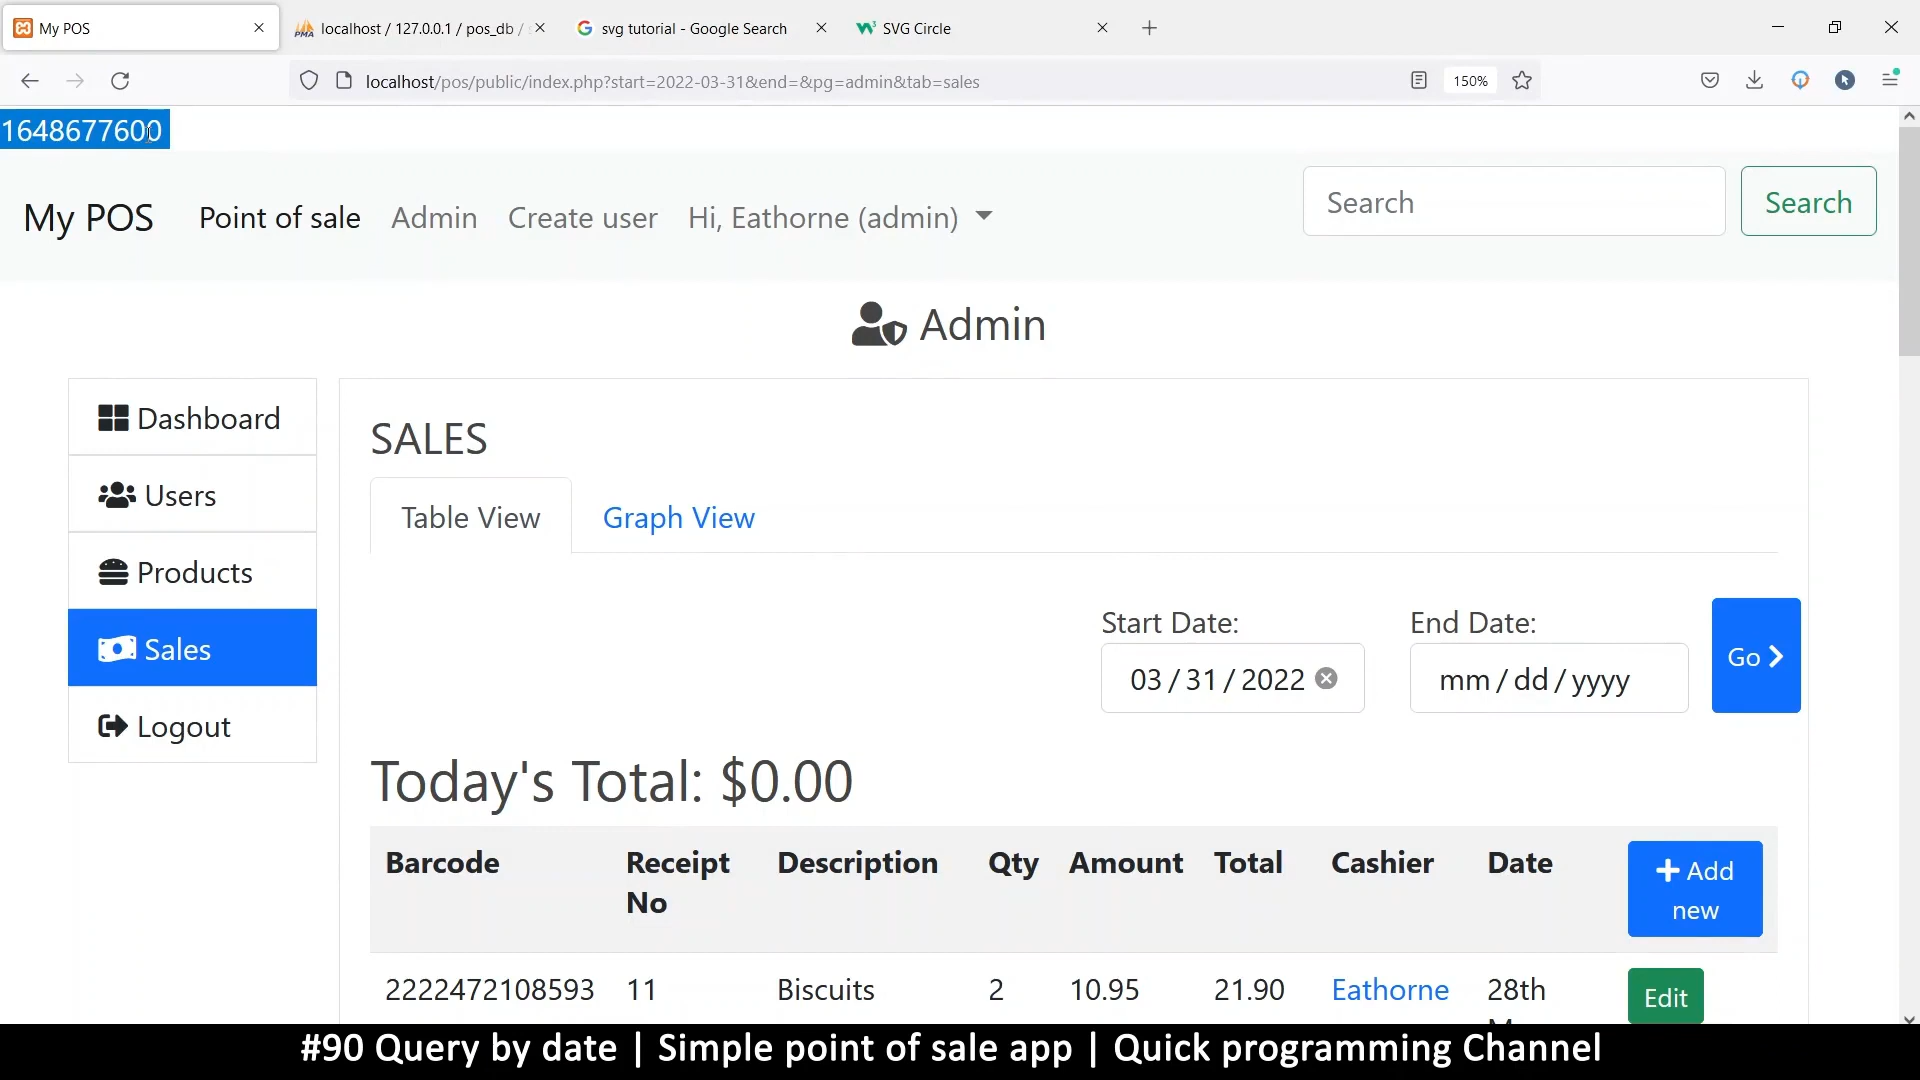 My POS
localhost / 127.0.0.1 / pos_db /
svg tutorial - Google Search
SVG Circle
localhost/pos/public/index.php?start=2022-03-31&end=&pg=admin&tab=sales
150%
1648677600
My POS
Point of sale
Admin
Create user
Hi, Eathorne (admin)
Search
Search
Admin
Dashboard
Users
Products
Sales
Logout
SALES
Table View
Graph View
Start Date:
End Date:
03/31/2022
mm/dd/yyyy
Go
Today's Total: $0.00
Barcode
Receipt
No
Description
Qty
Amount
Total
Cashier
Date
Add
new
2222472108593
11
Biscuits
2
10.95
21.90
Eathorne
28th
Edit
#90 Query by date | Simple point of sale app | Quick programming Channel